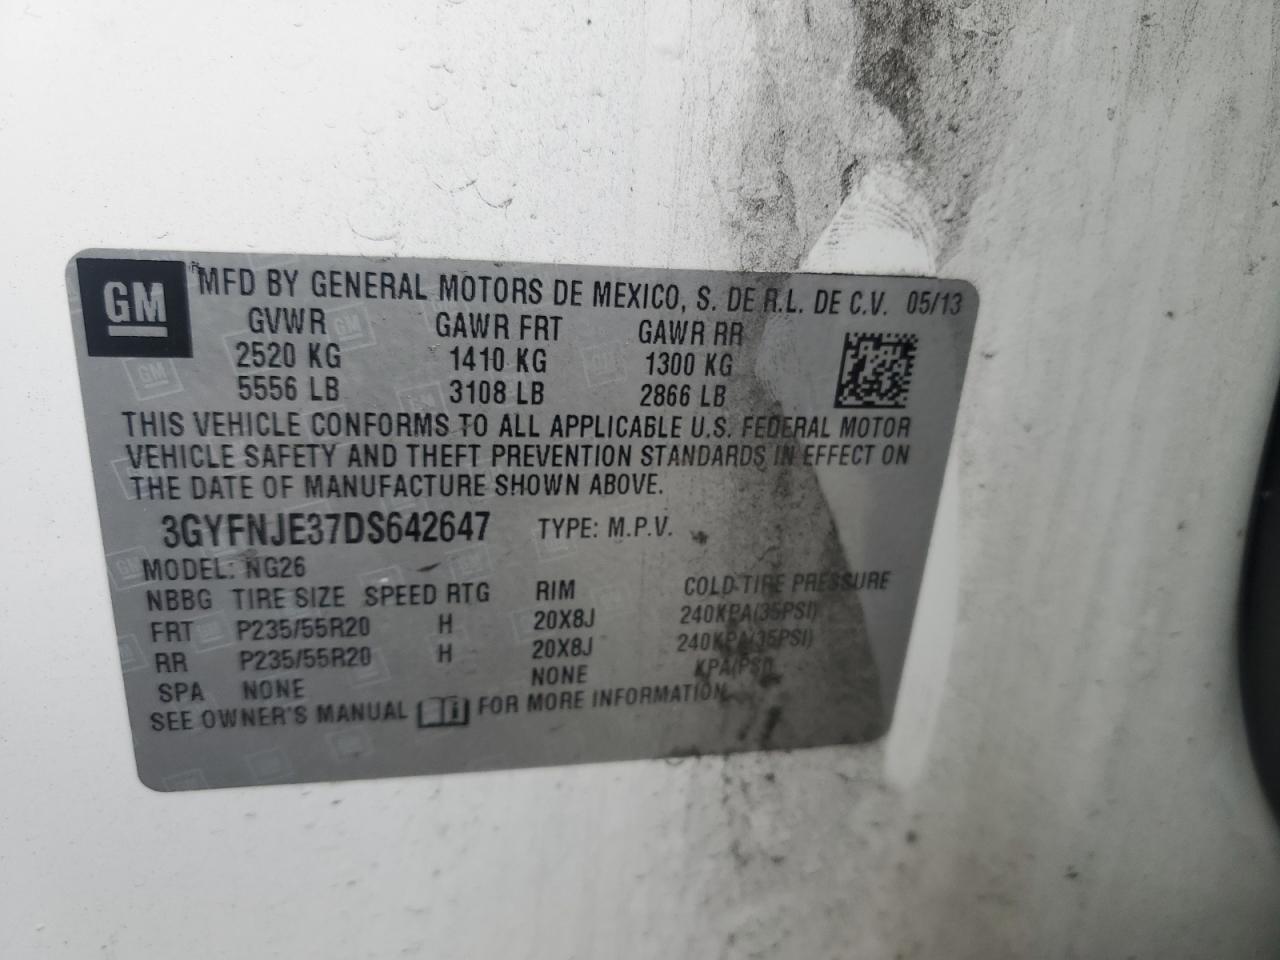 GM MFD BY GENERAL MOTORS DE MEXICO, S. DE R.L. DE C.V. 05/13
GVWR GAWR FRT GAWR RR
2520 KG 1410 KG 1300 KG
5556 LB 3108 LB 2866 LB
THIS VEHICLE CONFORMS TO ALL APPLICABLE U.S. FEDERAL MOTOR
VEHICLE SAFETY AND THEFT PREVENTION STANDARDS IN EFFECT ON
THE DATE OF MANUFACTURE SHOWN ABOVE.
3GYFNJE37DS642647 TYPE: M.P.V.
MODEL: NG26
NBBG TIRE SIZE SPEED RTG RIM COLD TIRE PRESSURE
FRT P235/55R20 H 20X8J 240KPA(35PSI)
RR P235/55R20 H 20X8J 240KPA(35PSI)
SPA NONE NONE KPA(PSI)
SEE OWNER'S MANUAL FOR MORE INFORMATION.